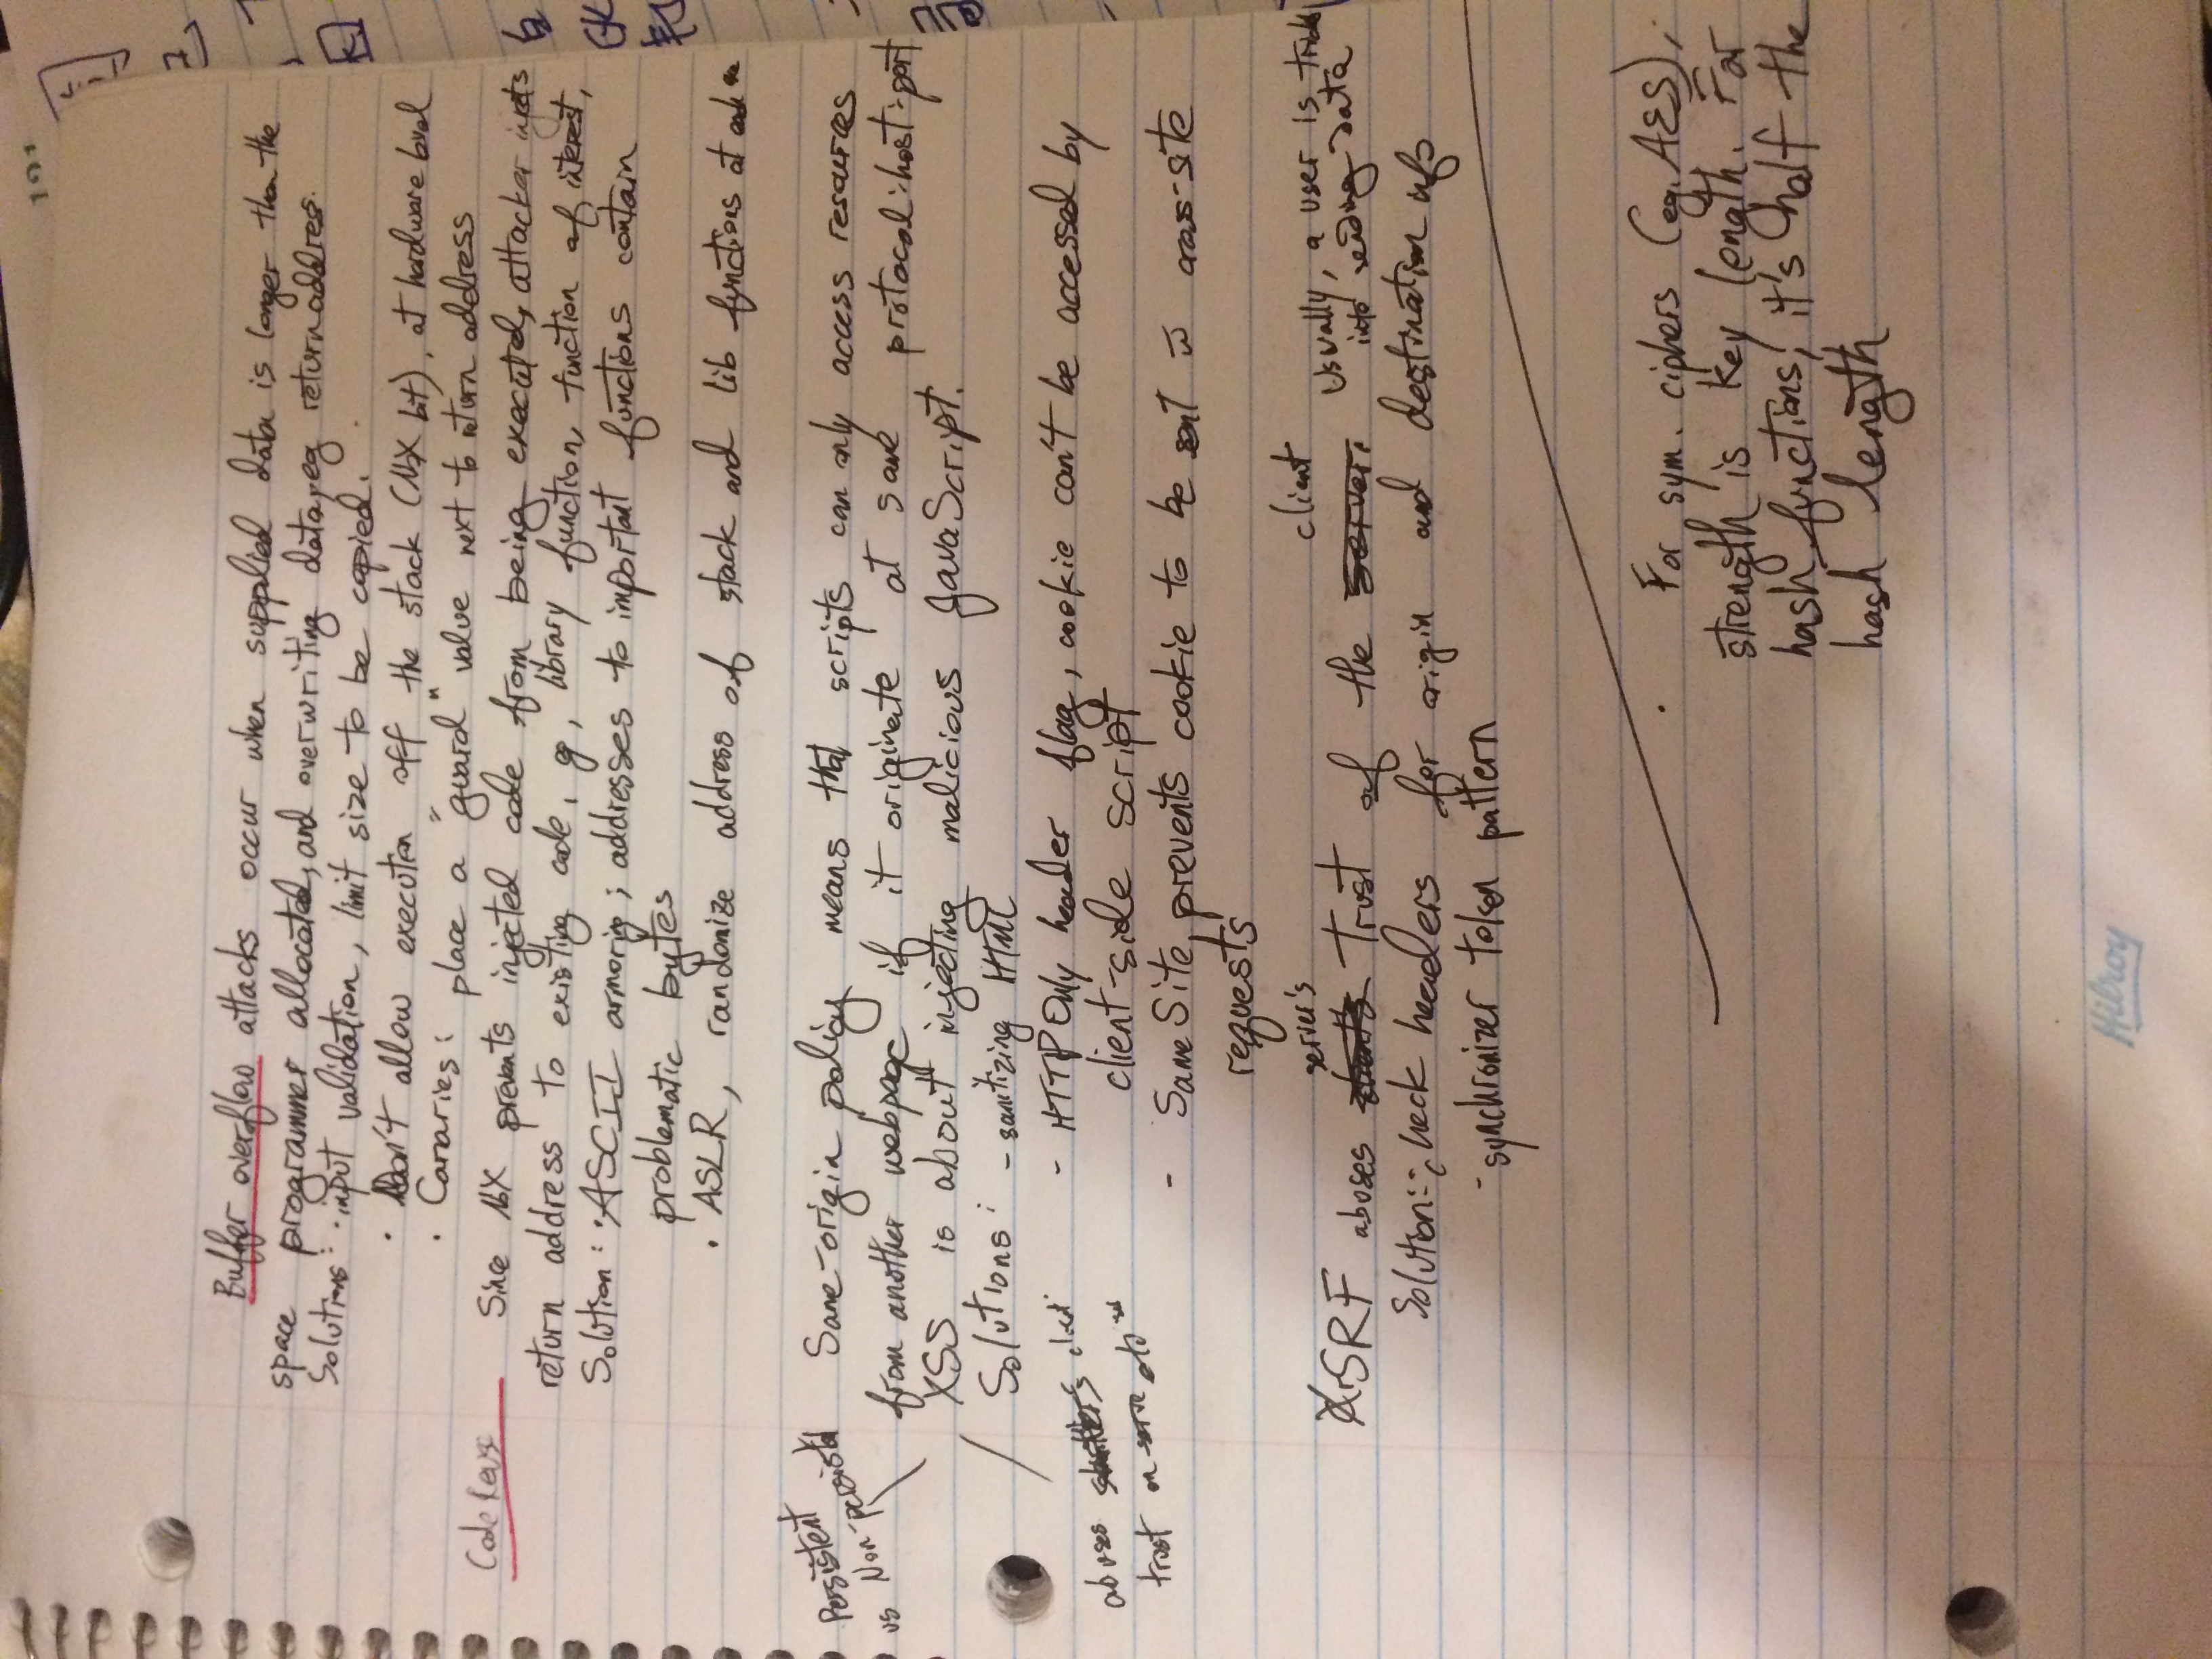 Buffer overflow attacks occur when supplied data is longer than the
space programmer allocated, and overwriting data, eg return address.
Solutions: · input validation, limit size to be copied.
· Don't allow execution off the stack (NX bit), at hardware level
· Canaries: place a "guard" value next to return address
Code Reuse
Since NX prevents injected code from being executed, attacker injects
return address to existing code, eg, library function, function of interest,
Solution: · ASCII armoring; addresses to important functions contain
problematic bytes
· ASLR, randomize address of stack and lib functions at each
Persistent
vs Non-persistent
Same-origin policy means that scripts can only access resources
from another webpage if it originate at same protocol:host:port
XSS is about injecting malicious JavaScript.
Solutions: - sanitizing HTML
- HTTPOnly header flag, cookie can't be accessed by
client-side script
abuses client
trust on
- SameSite, prevents cookie to be sent in cross-site
requests
server's client Usually, a user is tricked
XSRF abuses trust of the into sending data
Solution: - check headers for origin and destination info
- synchronizer token pattern
· For sym. ciphers (eg. AES),
strength is key length. For
hash functions, it's half the
hash length
Hilroy